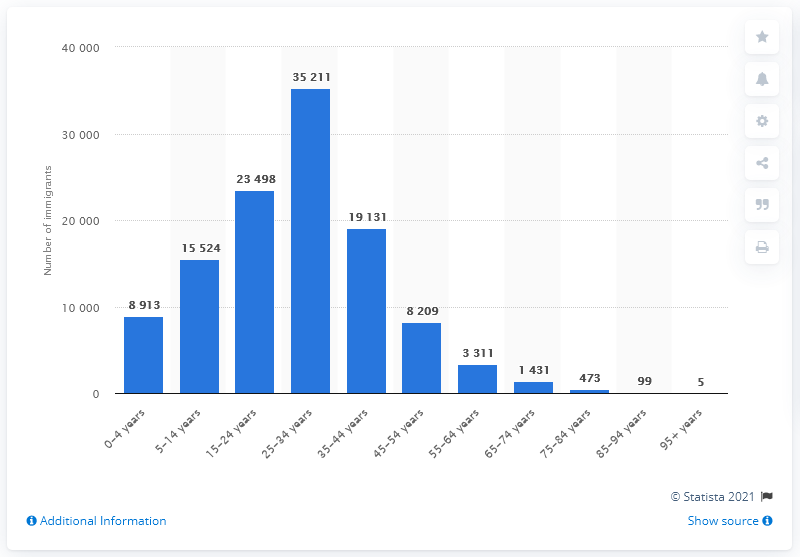 40 000
30 000
20 000
10 000
0
Number of immigrants
8 913
15 524
23 498
35 211
19 131
8 209
3 311
1 431
473
99
5
0–4 years
5–14 years
15–24 years
25–34 years
35–44 years
45–54 years
55–64 years
65–74 years
75–84 years
85–94 years
95+ years
© Statista 2021
Additional Information
Show source